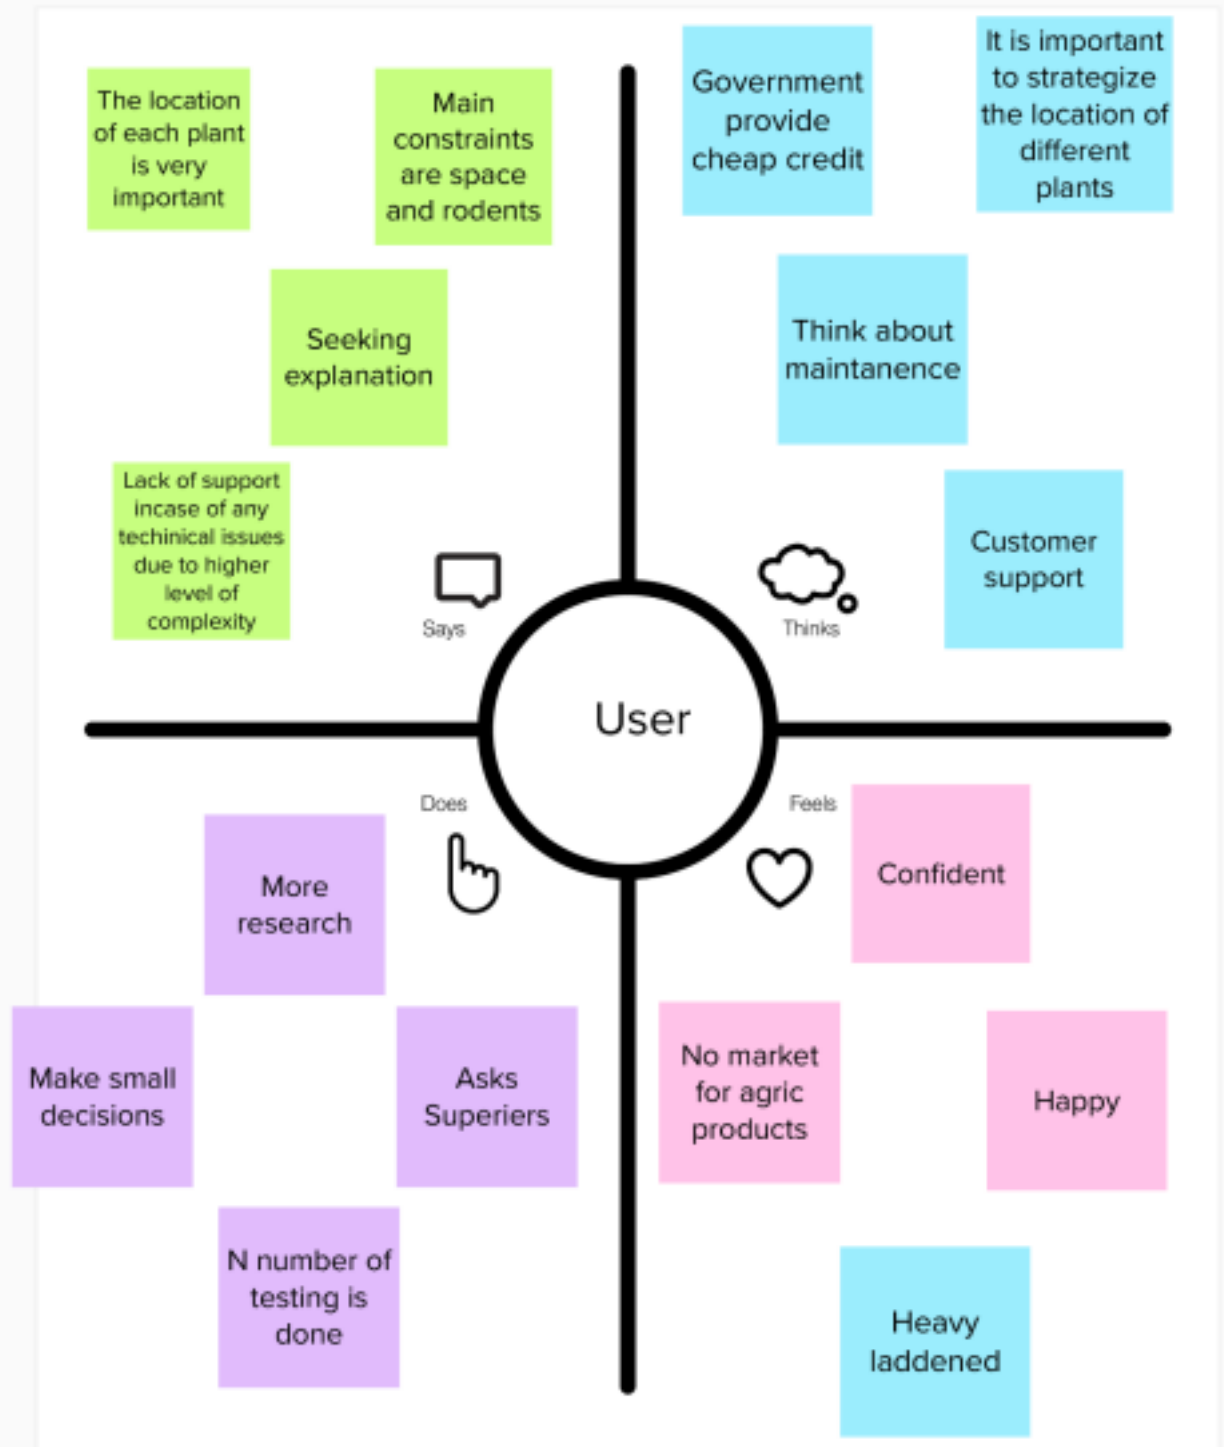 The location
of each plant
is very
important
Main
constraints
are space
and rodents
Seeking
explanation
Lack of support
incase of any
techinical issues
due to higher
level of
complexity
Says
Government
provide
cheap credit
It is important
to strategize
the location of
different
plants
Think about
maintanence
Customer
support
Thinks
User
Does
More
research
Make small
decisions
Asks
Superiers
N number of
testing is
done
Feels
Confident
No market
for agric
products
Happy
Heavy
laddened